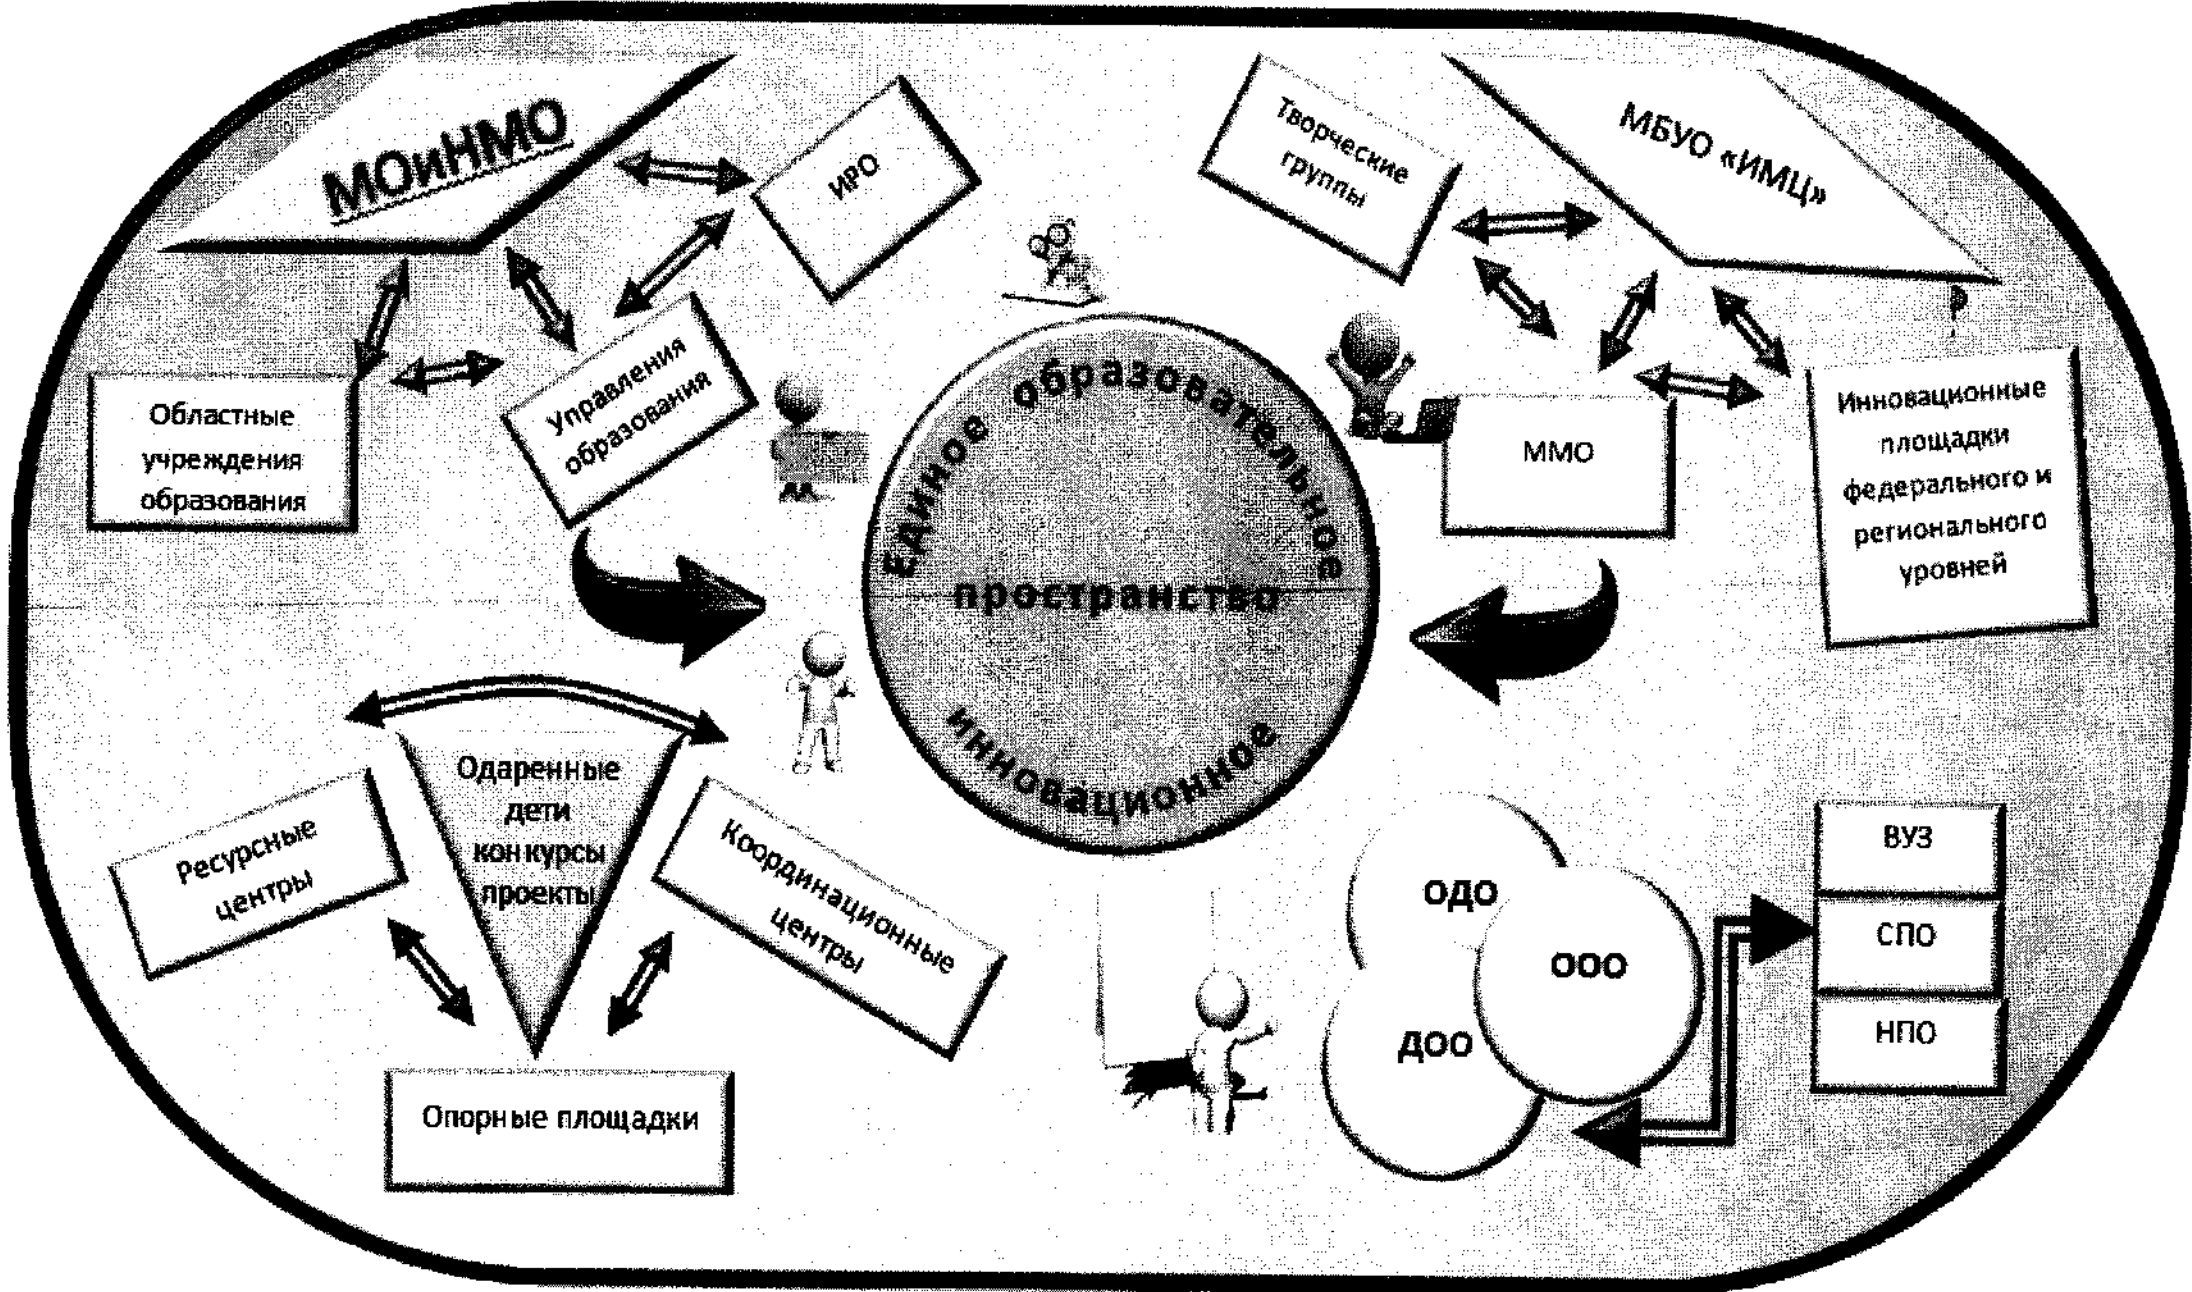 МОиНМО
ИРО
Областные
учреждения
образования
Управления
образования
Творческие
группы
МБУО «ИМЦ»
ММО
Инновационные
площадки
федерального и
регионального
уровней
Единое образовательное
пространство
инновационное
Одаренные
дети
конкурсы
проекты
Ресурсные
центры
Координационные
центры
Опорные площадки
ОДО
ООО
ДОО
ВУЗ
СПО
НПО